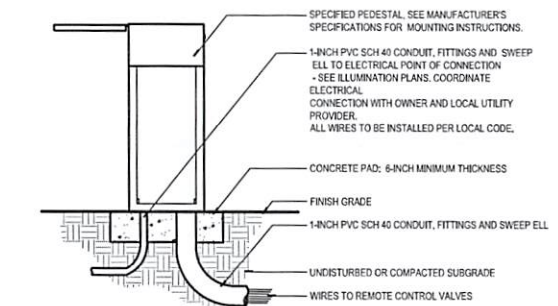 SPECIFIED PEDESTAL, SEE MANUFACTURER'S
SPECIFICATIONS FOR MOUNTING INSTRUCTIONS.
1-INCH PVC SCH 40 CONDUIT, FITTINGS AND SWEEP
ELL TO ELECTRICAL POINT OF CONNECTION
- SEE ILLUMINATION PLANS. COORDINATE
ELECTRICAL
CONNECTION WITH OWNER AND LOCAL UTILITY
PROVIDER.
ALL WIRES TO BE INSTALLED PER LOCAL CODE.
CONCRETE PAD: 6-INCH MINIMUM THICKNESS
FINISH GRADE
1-INCH PVC SCH 40 CONDUIT, FITTINGS AND SWEEP ELL
UNDISTURBED OR COMPACTED SUBGRADE
WIRES TO REMOTE CONTROL VALVES